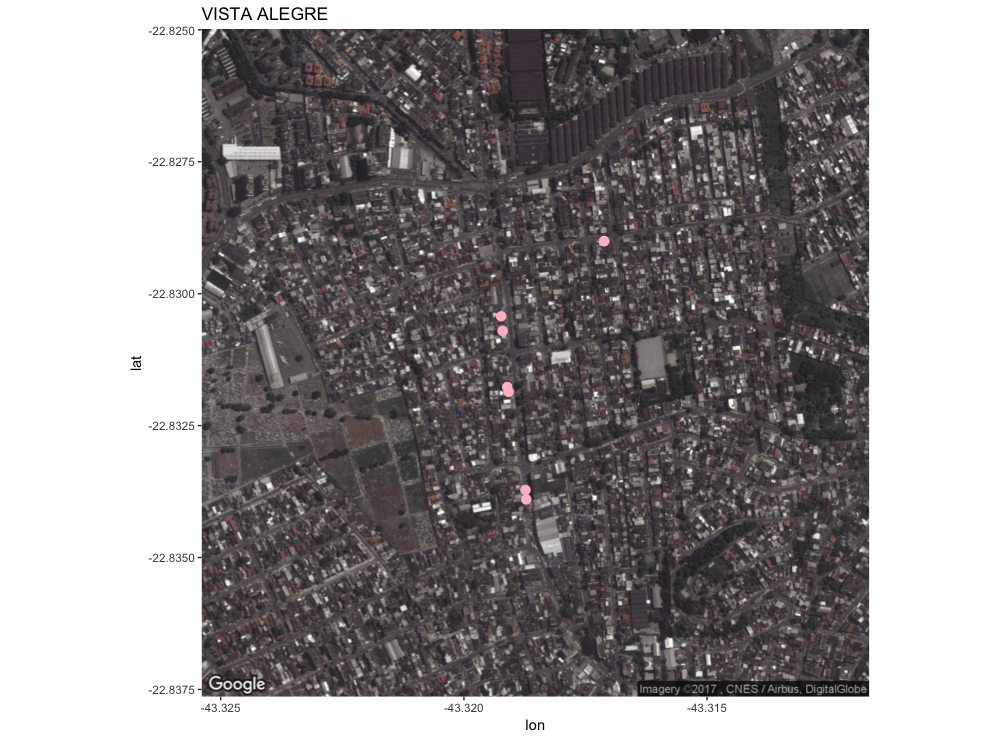 VISTA ALEGRE
-22.8250
-22.8275
-22.8300
-22.8325
-22.8350
-22.8375
lat
Google
Imagery ©2017 , CNES / Airbus, DigitalGlobe
-43.325
-43.320
-43.315
lon